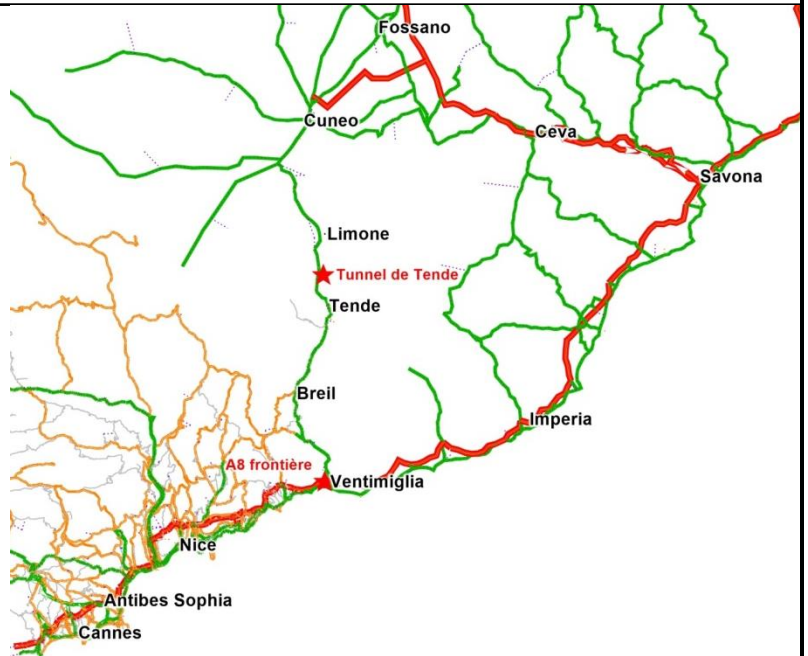 Fossano
Cuneo
Ceva
Savona
Limone
Tunnel de Tende
Tende
Breil
Imperia
A8 frontière
Ventimiglia
Nice
Antibes Sophia
Cannes